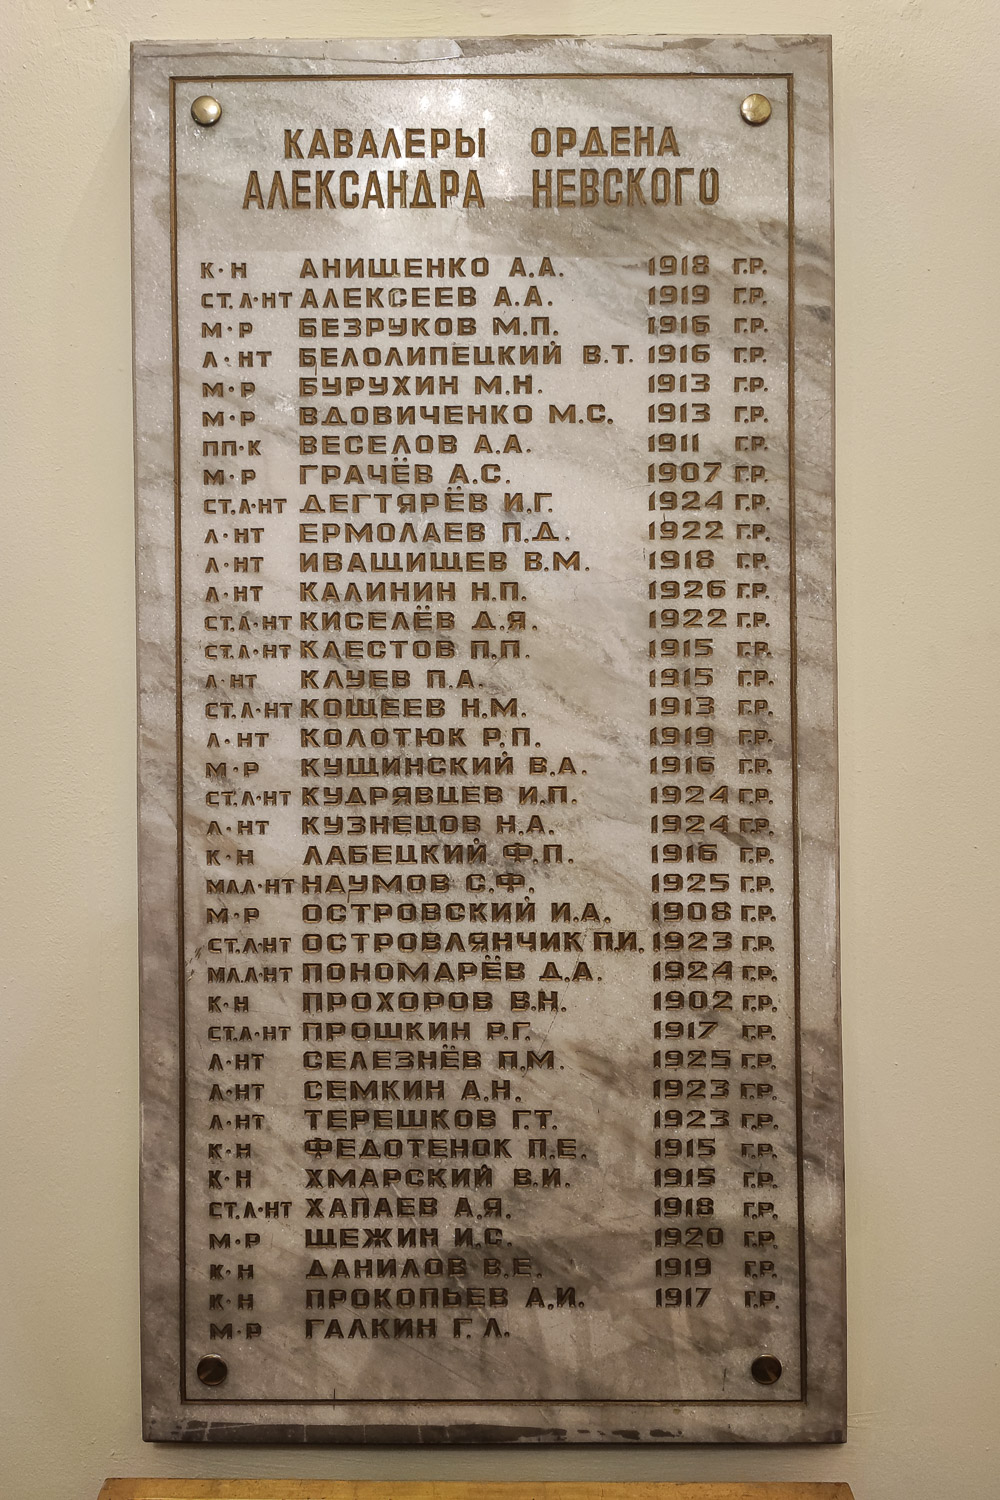 КАВАЛЕРЫ ОРДЕНА
АЛЕКСАНДРА НЕВСКОГО
К·Н АНИЩЕНКО А.А. 1918 Г.Р.
СТ.Л·НТ АЛЕКСЕЕВ А.А. 1919 Г.Р.
М·Р БЕЗРУКОВ М.П. 1916 Г.Р.
Л·НТ БЕЛОЛИПЕЦКИЙ В.Т. 1916 Г.Р.
М·Р БУРУХИН М.Н. 1913 Г.Р.
М·Р ВДОВИЧЕНКО М.С. 1913 Г.Р.
ПП·К ВЕСЕЛОВ А.А. 1911 Г.Р.
М·Р ГРАЧЁВ А.С. 1907 Г.Р.
СТ.Л·НТ ДЕГТЯРЁВ И.Г. 1924 Г.Р.
Л·НТ ЕРМОЛАЕВ П.Д. 1922 Г.Р.
Л·НТ ИВАЩИЩЕВ В.М. 1918 Г.Р.
Л·НТ КАЛИНИН Н.П. 1926 Г.Р.
СТ.Л·НТ КИСЕЛЁВ Д.Я. 1922 Г.Р.
СТ.Л·НТ КЛЕСТОВ П.П. 1915 Г.Р.
Л·НТ КЛУЕВ П.А. 1915 Г.Р.
СТ.Л·НТ КОЩЕЕВ Н.М. 1913 Г.Р.
Л·НТ КОЛОТЮК Р.П. 1919 Г.Р.
М·Р КУЩИНСКИЙ В.А. 1916 Г.Р.
СТ.Л·НТ КУДРЯВЦЕВ И.П. 1924 Г.Р.
Л·НТ КУЗНЕЦОВ Н.А. 1924 Г.Р.
К·Н ЛАБЕЦКИЙ Ф.П. 1916 Г.Р.
МЛ.Л·НТ НАУМОВ С.Ф. 1925 Г.Р.
М·Р ОСТРОВСКИЙ И.А. 1908 Г.Р.
СТ.Л·НТ ОСТРОВЛЯНЧИК П.И. 1923 Г.Р.
МЛ.Л·НТ ПОНОМАРЁВ Д.А. 1924 Г.Р.
К·Н ПРОХОРОВ В.Н. 1902 Г.Р.
СТ.Л·НТ ПРОШКИН Р.Г. 1917 Г.Р.
Л·НТ СЕЛЕЗНЁВ П.М. 1925 Г.Р.
Л·НТ СЕМКИН А.Н. 1923 Г.Р.
Л·НТ ТЕРЕШКОВ Г.Т. 1923 Г.Р.
К·Н ФЕДОТЕНОК П.Е. 1915 Г.Р.
К·Н ХМАРСКИЙ В.И. 1915 Г.Р.
СТ.Л·НТ ХАПАЕВ А.Я. 1918 Г.Р.
М·Р ЩЕЖИН И.С. 1920 Г.Р.
К·Н ДАНИЛОВ В.Е. 1919 Г.Р.
К·Н ПРОКОПЬЕВ А.И. 1917 Г.Р.
М·Р ГАЛКИН Г.Л.